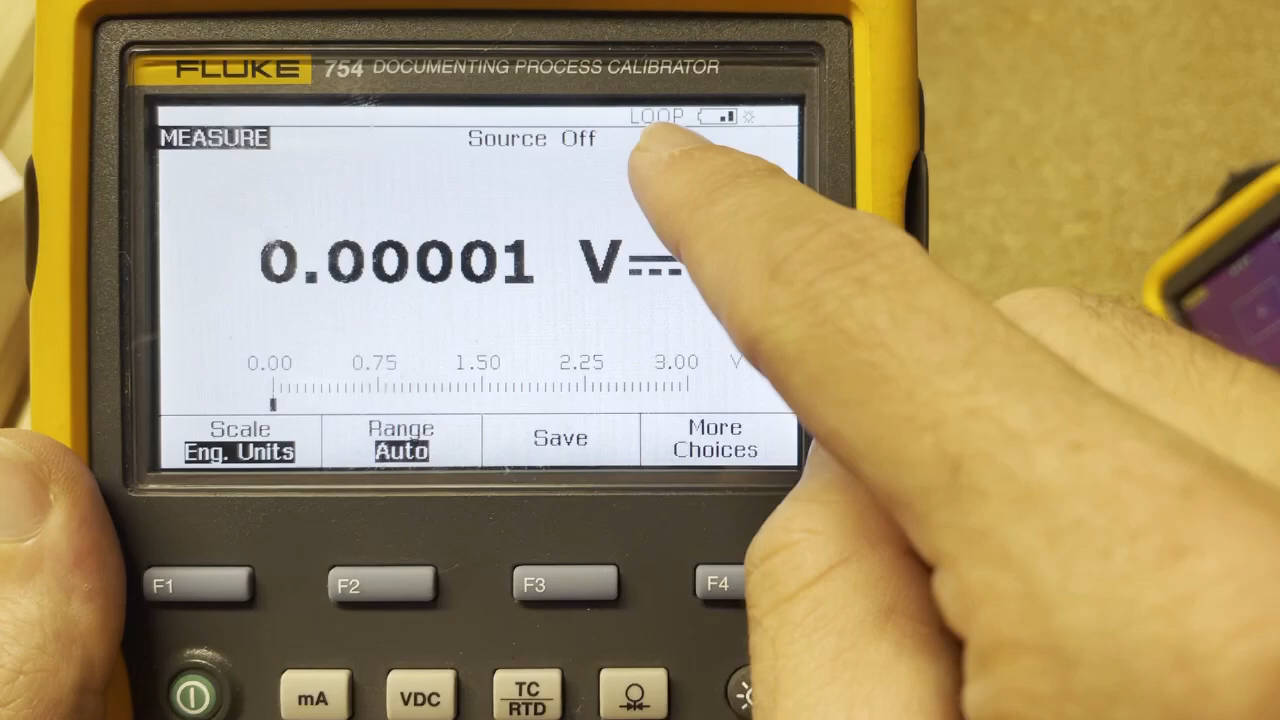 FLUKE 754 DOCUMENTING PROCESS CALIBRATOR
LOOP
MEASURE Source Off
0.00001 V
0.00 0.75 1.50 2.25 3.00 V
Scale Range Save More
Eng. Units Auto Choices
F1 F2 F3 F4
mA VDC TC
RTD